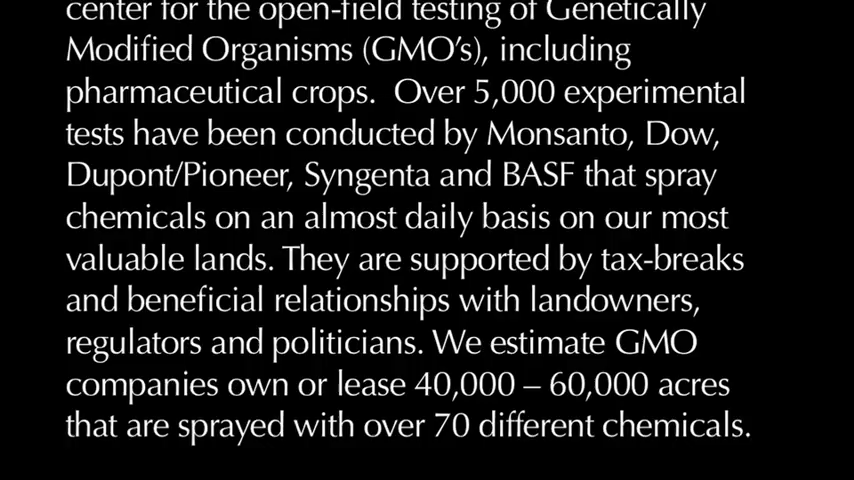 center for the open-field testing of Genetically
Modified Organisms (GMO’s), including
pharmaceutical crops.  Over 5,000 experimental
tests have been conducted by Monsanto, Dow,
Dupont/Pioneer, Syngenta and BASF that spray
chemicals on an almost daily basis on our most
valuable lands. They are supported by tax-breaks
and beneficial relationships with landowners,
regulators and politicians. We estimate GMO
companies own or lease 40,000 – 60,000 acres
that are sprayed with over 70 different chemicals.